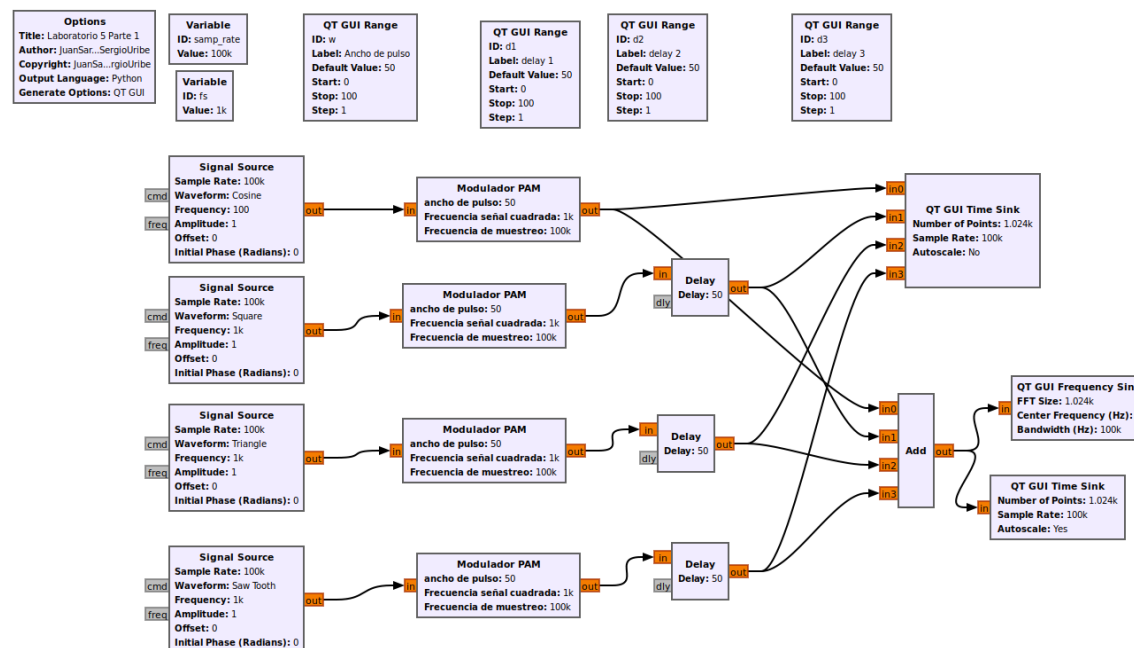 Options
Title: Laboratorio 5 Parte 1
Author: JuanSar...SergioUribe
Copyright: JuanSa...rgioUribe
Output Language: Python
Generate Options: QT GUI
Variable
ID: samp_rate
Value: 100k
Variable
ID: fs
Value: 1k
QT GUI Range
ID: w
Label: Ancho de pulso
Default Value: 50
Start: 0
Stop: 100
Step: 1
QT GUI Range
ID: d1
Label: delay 1
Default Value: 50
Start: 0
Stop: 100
Step: 1
QT GUI Range
ID: d2
Label: delay 2
Default Value: 50
Start: 0
Stop: 100
Step: 1
QT GUI Range
ID: d3
Label: delay 3
Default Value: 50
Start: 0
Stop: 100
Step: 1
cmd
freq
Signal Source
Sample Rate: 100k
Waveform: Cosine
Frequency: 100
Amplitude: 1
Offset: 0
Initial Phase (Radians): 0
out
in
Modulador PAM
ancho de pulso: 50
Frecuencia señal cuadrada: 1k
Frecuencia de muestreo: 100k
out
in0
in1
in2
in3
QT GUI Time Sink
Number of Points: 1.024k
Sample Rate: 100k
Autoscale: No
cmd
freq
Signal Source
Sample Rate: 100k
Waveform: Square
Frequency: 1k
Amplitude: 1
Offset: 0
Initial Phase (Radians): 0
out
in
Modulador PAM
ancho de pulso: 50
Frecuencia señal cuadrada: 1k
Frecuencia de muestreo: 100k
out
in
dly
Delay
Delay: 50
out
cmd
freq
Signal Source
Sample Rate: 100k
Waveform: Triangle
Frequency: 1k
Amplitude: 1
Offset: 0
Initial Phase (Radians): 0
out
in
Modulador PAM
ancho de pulso: 50
Frecuencia señal cuadrada: 1k
Frecuencia de muestreo: 100k
out
in
dly
Delay
Delay: 50
out
in0
in1
in2
in3
Add
out
in
QT GUI Frequency Sin
FFT Size: 1.024k
Center Frequency (Hz):
Bandwidth (Hz): 100k
in
QT GUI Time Sink
Number of Points: 1.024k
Sample Rate: 100k
Autoscale: Yes
cmd
freq
Signal Source
Sample Rate: 100k
Waveform: Saw Tooth
Frequency: 1k
Amplitude: 1
Offset: 0
Initial Phase (Radians): 0
out
in
Modulador PAM
ancho de pulso: 50
Frecuencia señal cuadrada: 1k
Frecuencia de muestreo: 100k
out
in
dly
Delay
Delay: 50
out